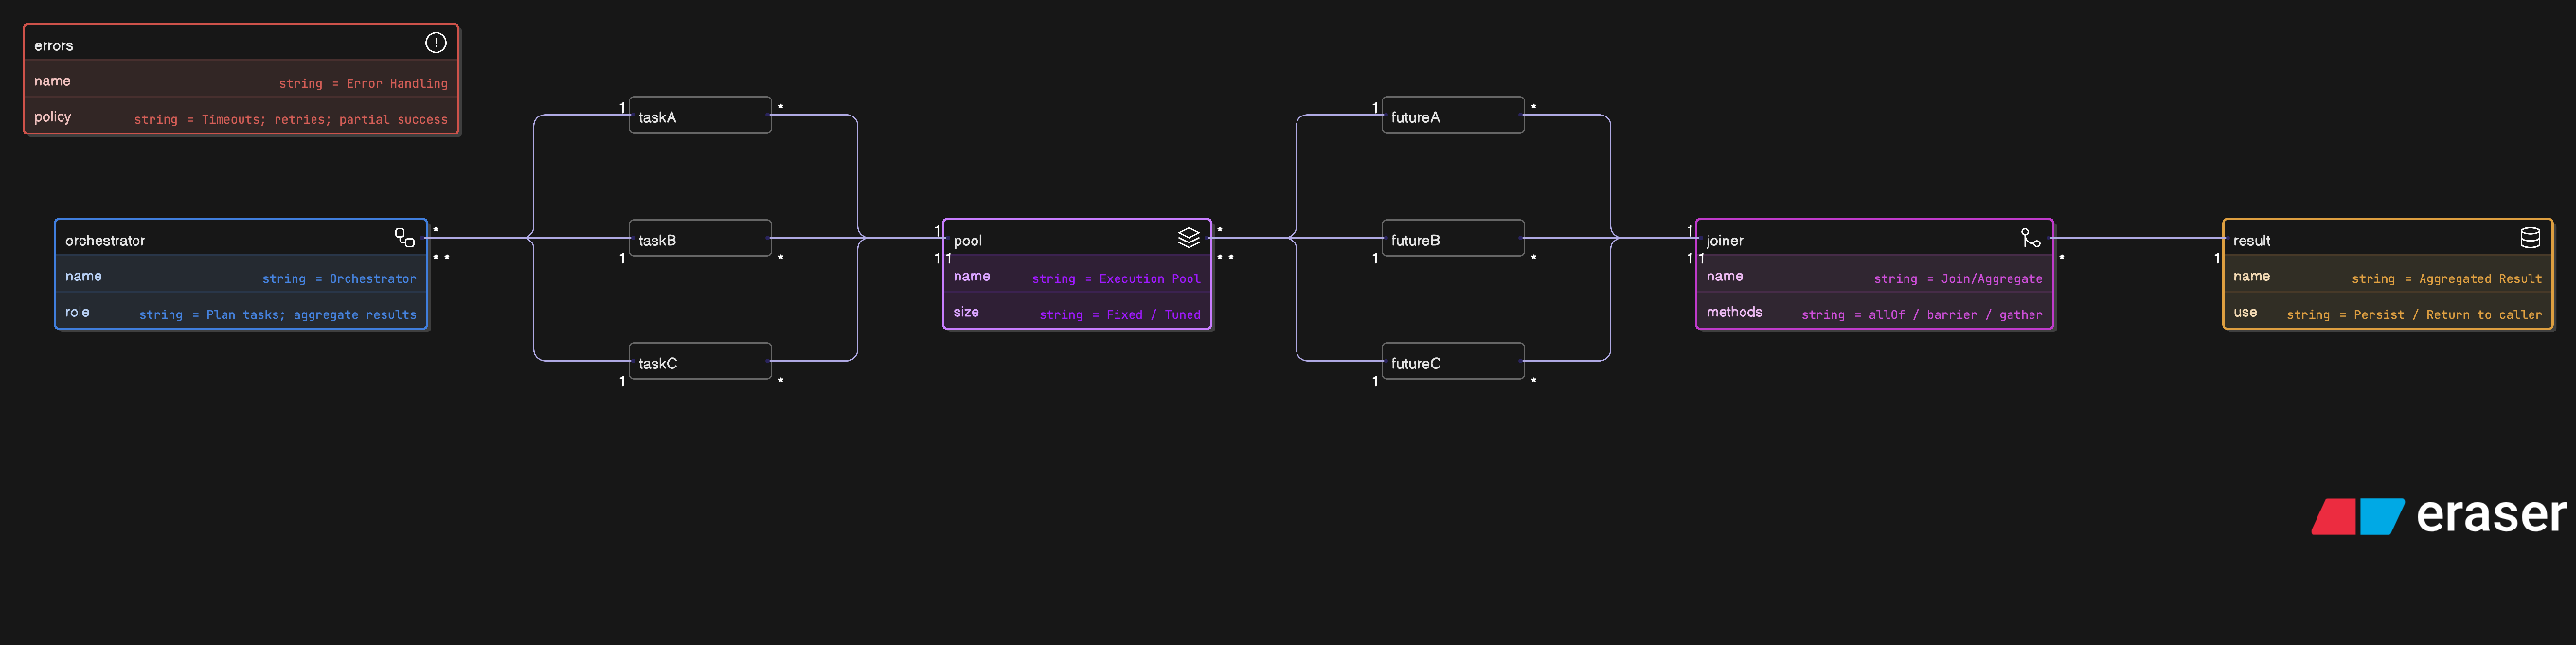 errors
name string = Error Handling
policy string = Timeouts; retries; partial success
orchestrator
name string = Orchestrator
role string = Plan tasks; aggregate results
*
* *
1
taskA
*
taskB
1
*
taskC
1
*
1
1 1
pool
name string = Execution Pool
size string = Fixed / Tuned
*
* *
1
futureA
*
futureB
1
*
futureC
1
*
1
1 1
joiner
name string = Join/Aggregate
methods string = allOf / barrier / gather
*
1
result
name string = Aggregated Result
use string = Persist / Return to caller
eraser